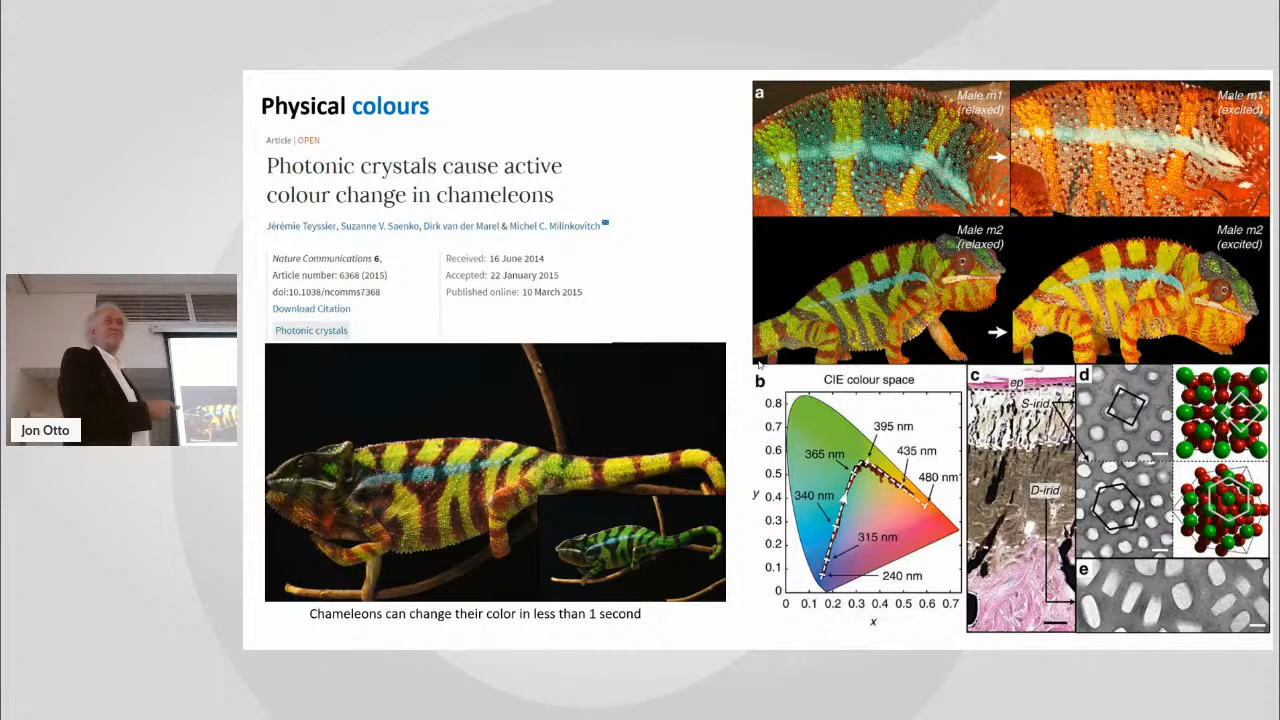 Physical colours
Article | OPEN
Photonic crystals cause active
colour change in chameleons
Jérémie Teyssier, Suzanne V. Saenko, Dirk van der Marel & Michel C. Milinkovitch
Nature Communications 6,
Article number: 6368 (2015)
doi:10.1038/ncomms7368
Download Citation
Photonic crystals
Received: 16 June 2014
Accepted: 22 January 2015
Published online: 10 March 2015
Chameleons can change their color in less than 1 second
Jon Otto
a
Male m1
(relaxed)
Male m1
(excited)
Male m2
(relaxed)
Male m2
(excited)
b
CIE colour space
0.8
0.7
0.6
0.5
0.4
0.3
0.2
0.1
0
y
395 nm
365 nm
435 nm
480 nm
340 nm
315 nm
240 nm
0 0.1 0.2 0.3 0.4 0.5 0.6 0.7
x
c
ep
S-irid.
D-irid.
d
e